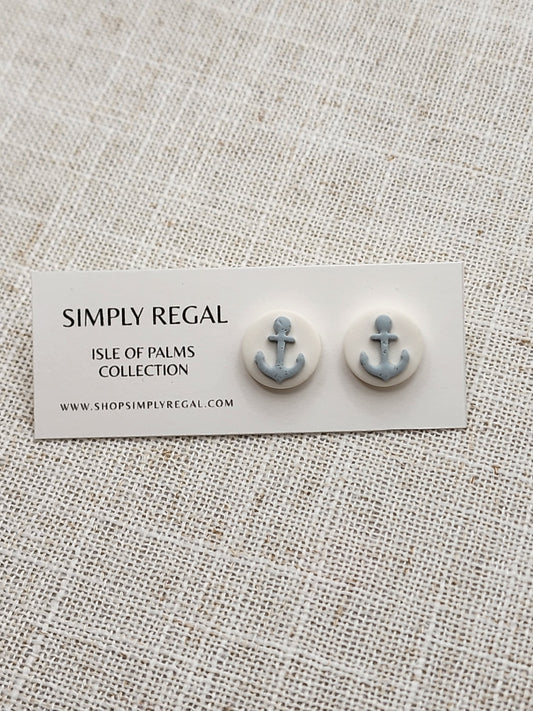 SIMPLY REGAL
ISLE OF PALMS
COLLECTION
WWW.SHOPSIMPLYREGAL.COM